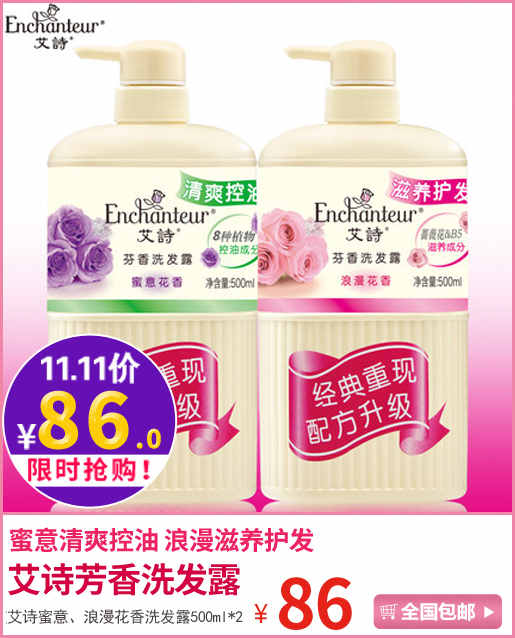 Enchanteur®
艾詩®
清爽控油
Enchanteur®
艾詩®
8种植物
控油成分
芬香洗发露
蜜意花香
净含量:500ml
滋养护发
Enchanteur®
艾詩®
蔷薇花&B5
滋养成分
芬香洗发露
浪漫花香
净含量:500ml
重现
级
经典重现
配方升级
11.11价
¥86.0
限时抢购!
蜜意清爽控油 浪漫滋养护发
艾诗芳香洗发露
艾诗蜜意、浪漫花香洗发露500ml*2
¥86
全国包邮